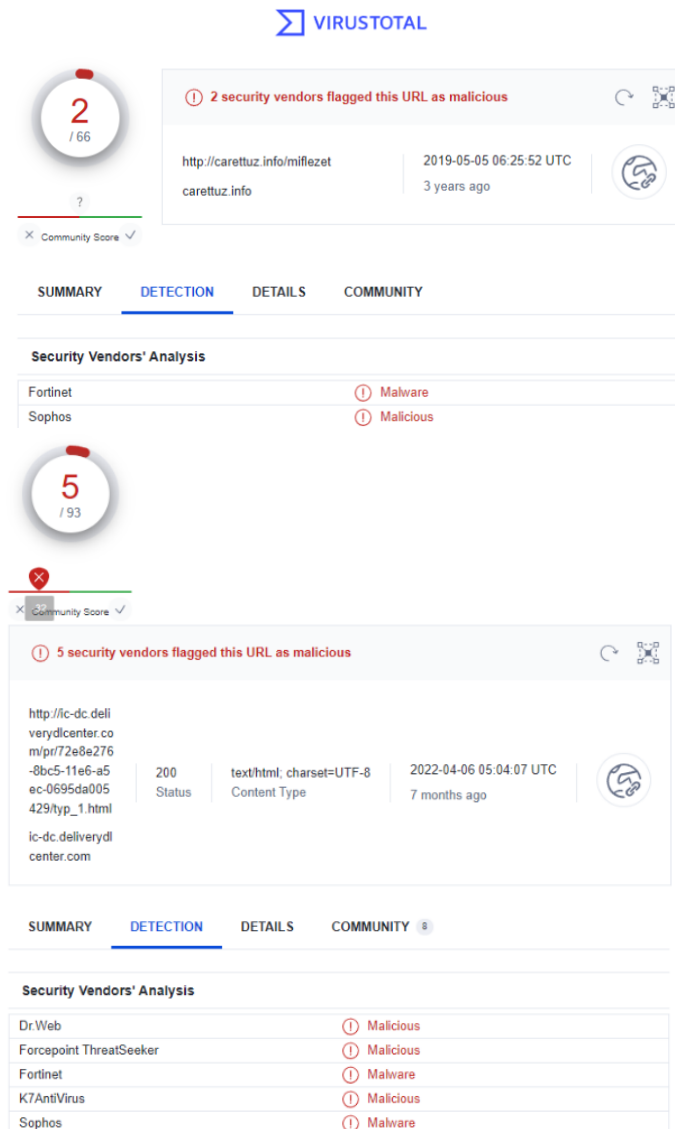 VIRUSTOTAL
2
/ 66
2 security vendors flagged this URL as malicious
http://carettuz.info/miflezet
carettuz.info
2019-05-05 06:25:52 UTC
3 years ago
?
Community Score
SUMMARY DETECTION DETAILS COMMUNITY
Security Vendors' Analysis
Fortinet Malware
Sophos Malicious
5
/ 93
Community Score
5 security vendors flagged this URL as malicious
http://ic-dc.deli
verydlcenter.co
m/pr/72e8e276
-8bc5-11e6-a5
ec-0695da005
429/typ_1.html
ic-dc.deliverydl
center.com
200
Status
text/html; charset=UTF-8
Content Type
2022-04-06 05:04:07 UTC
7 months ago
SUMMARY DETECTION DETAILS COMMUNITY 8
Security Vendors' Analysis
Dr.Web Malicious
Forcepoint ThreatSeeker Malicious
Fortinet Malware
K7AntiVirus Malicious
Sophos Malware